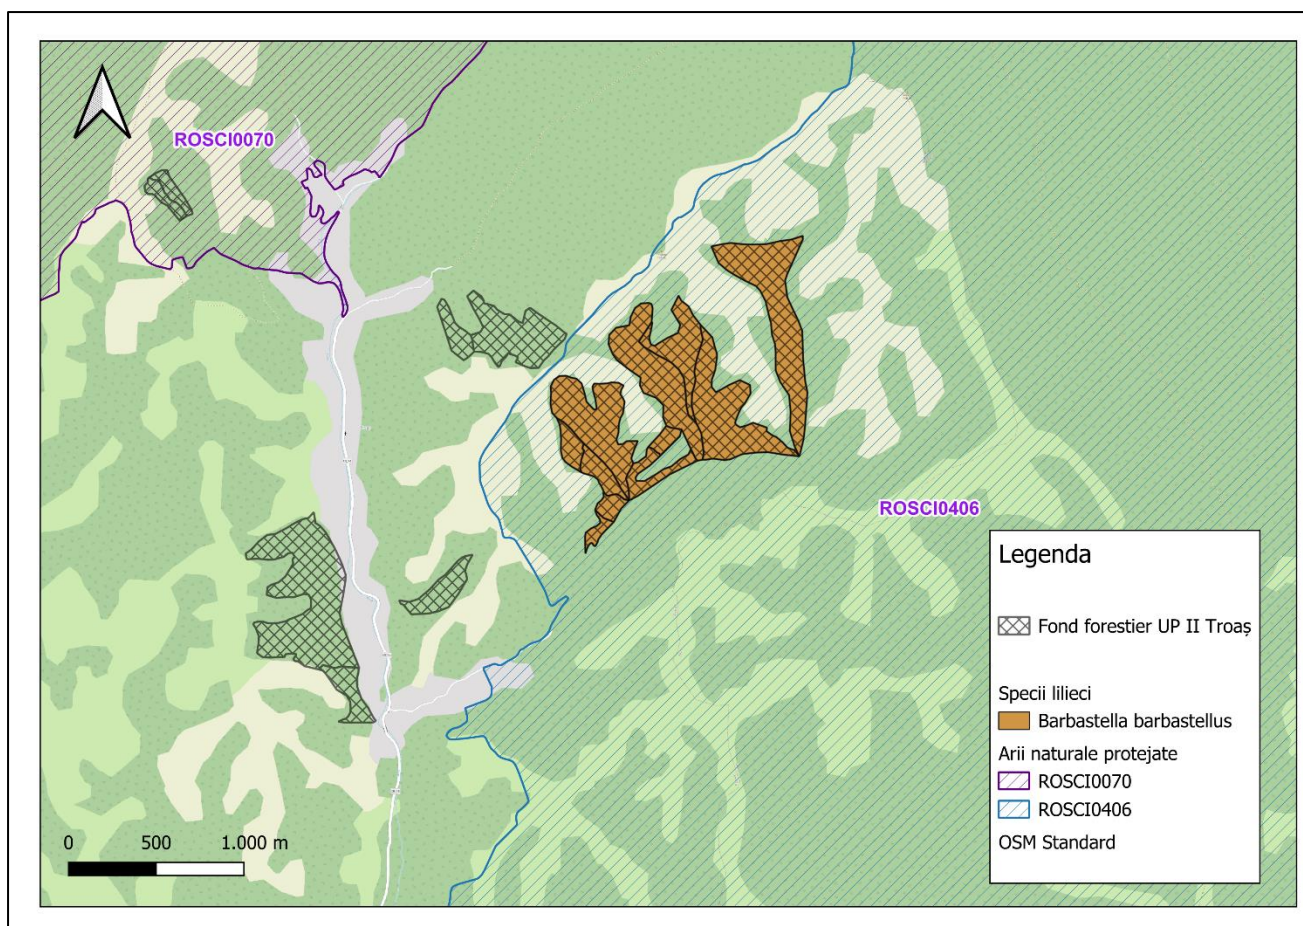 ROSCI0070
ROSCI0406
Legenda
Fond forestier UP II Troaș
Specii lilieci
Barbastella barbastellus
Arii naturale protejate
ROSCI0070
ROSCI0406
OSM Standard
0 500 1.000 m